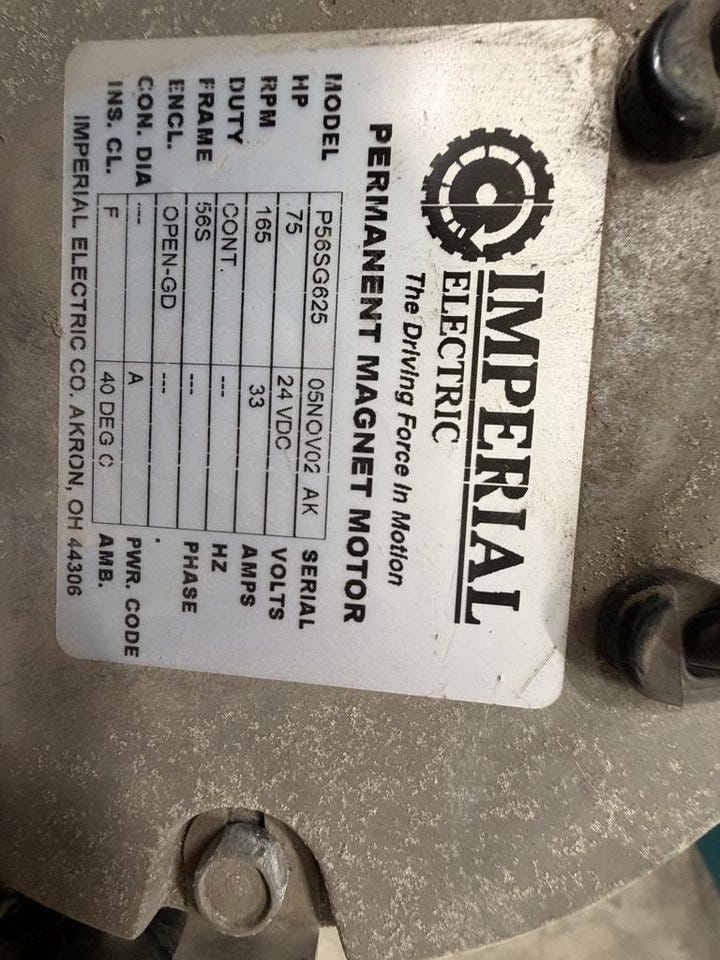 IMPERIAL
ELECTRIC
The Driving Force In Motion
PERMANENT MAGNET MOTOR
MODEL P56SG625 05NOV02 AK SERIAL
HP 75 24 VDC VOLTS
RPM 165 33 AMPS
DUTY CONT. --- HZ
FRAME 56S --- PHASE
ENCL. OPEN-GD --- .
CON. DIA --- A PWR. CODE
INS. CL. F 40 DEG C AMB.
IMPERIAL ELECTRIC CO. AKRON, OH 44306